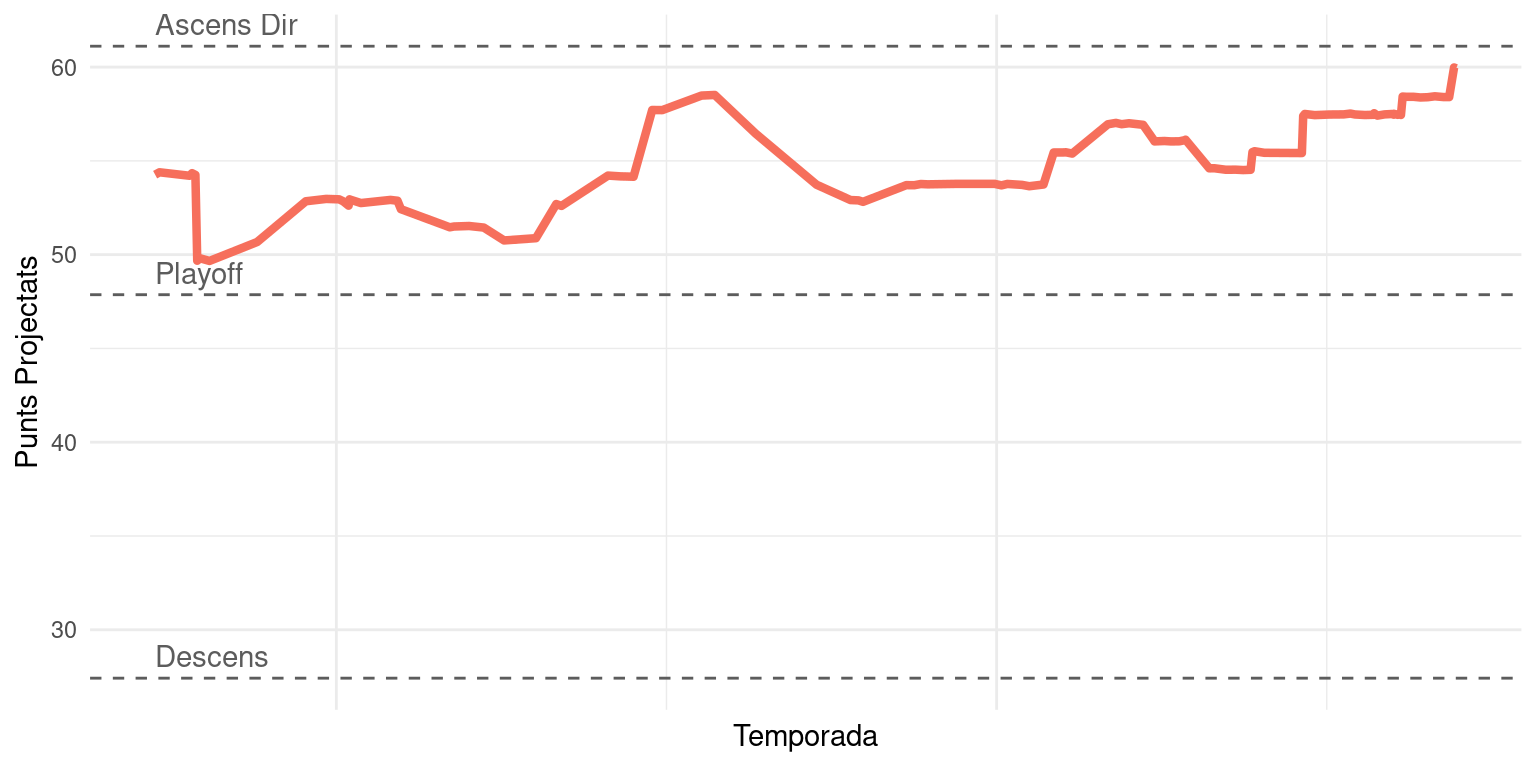 Ascens Dir
60
50
Playoff
Punts Projectats
40
30
Descens
Temporada